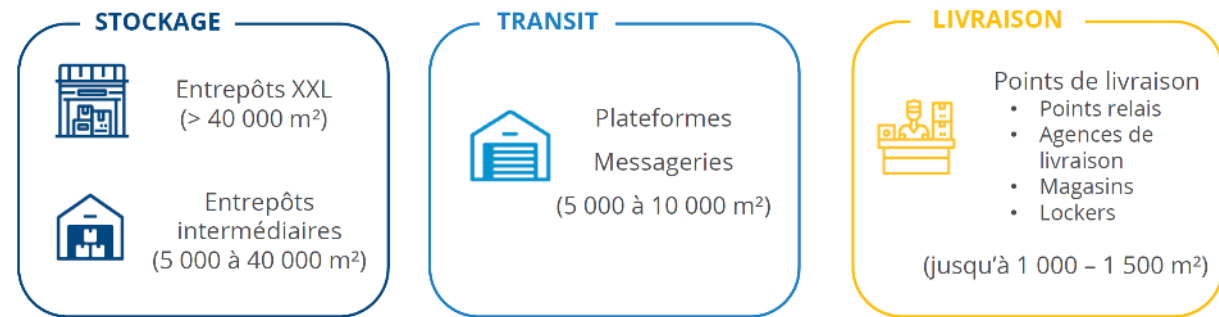 STOCKAGE
Entrepôts XXL
(> 40 000 m²)
Entrepôts
intermédiaires
(5 000 à 40 000 m²)
TRANSIT
Plateformes
Messageries
(5 000 à 10 000 m²)
LIVRAISON
Points de livraison
• Points relais
• Agences de
livraison
• Magasins
• Lockers
(jusqu’à 1 000 – 1 500 m²)